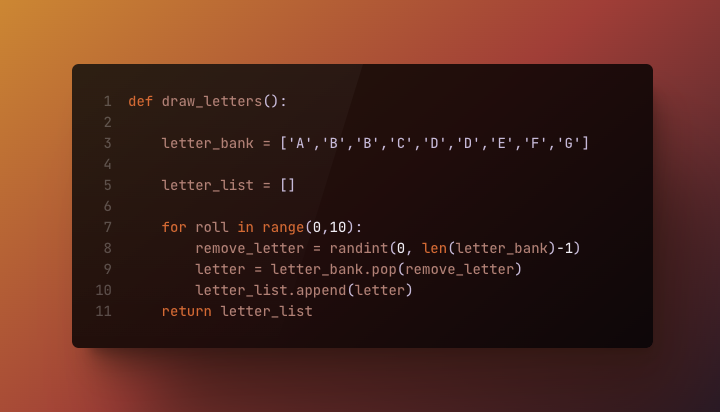 1 def draw_letters():
2
3     letter_bank = ['A','B','B','C','D','D','E','F','G']
4
5     letter_list = []
6
7     for roll in range(0,10):
8         remove_letter = randint(0, len(letter_bank)-1)
9         letter = letter_bank.pop(remove_letter)
10         letter_list.append(letter)
11     return letter_list